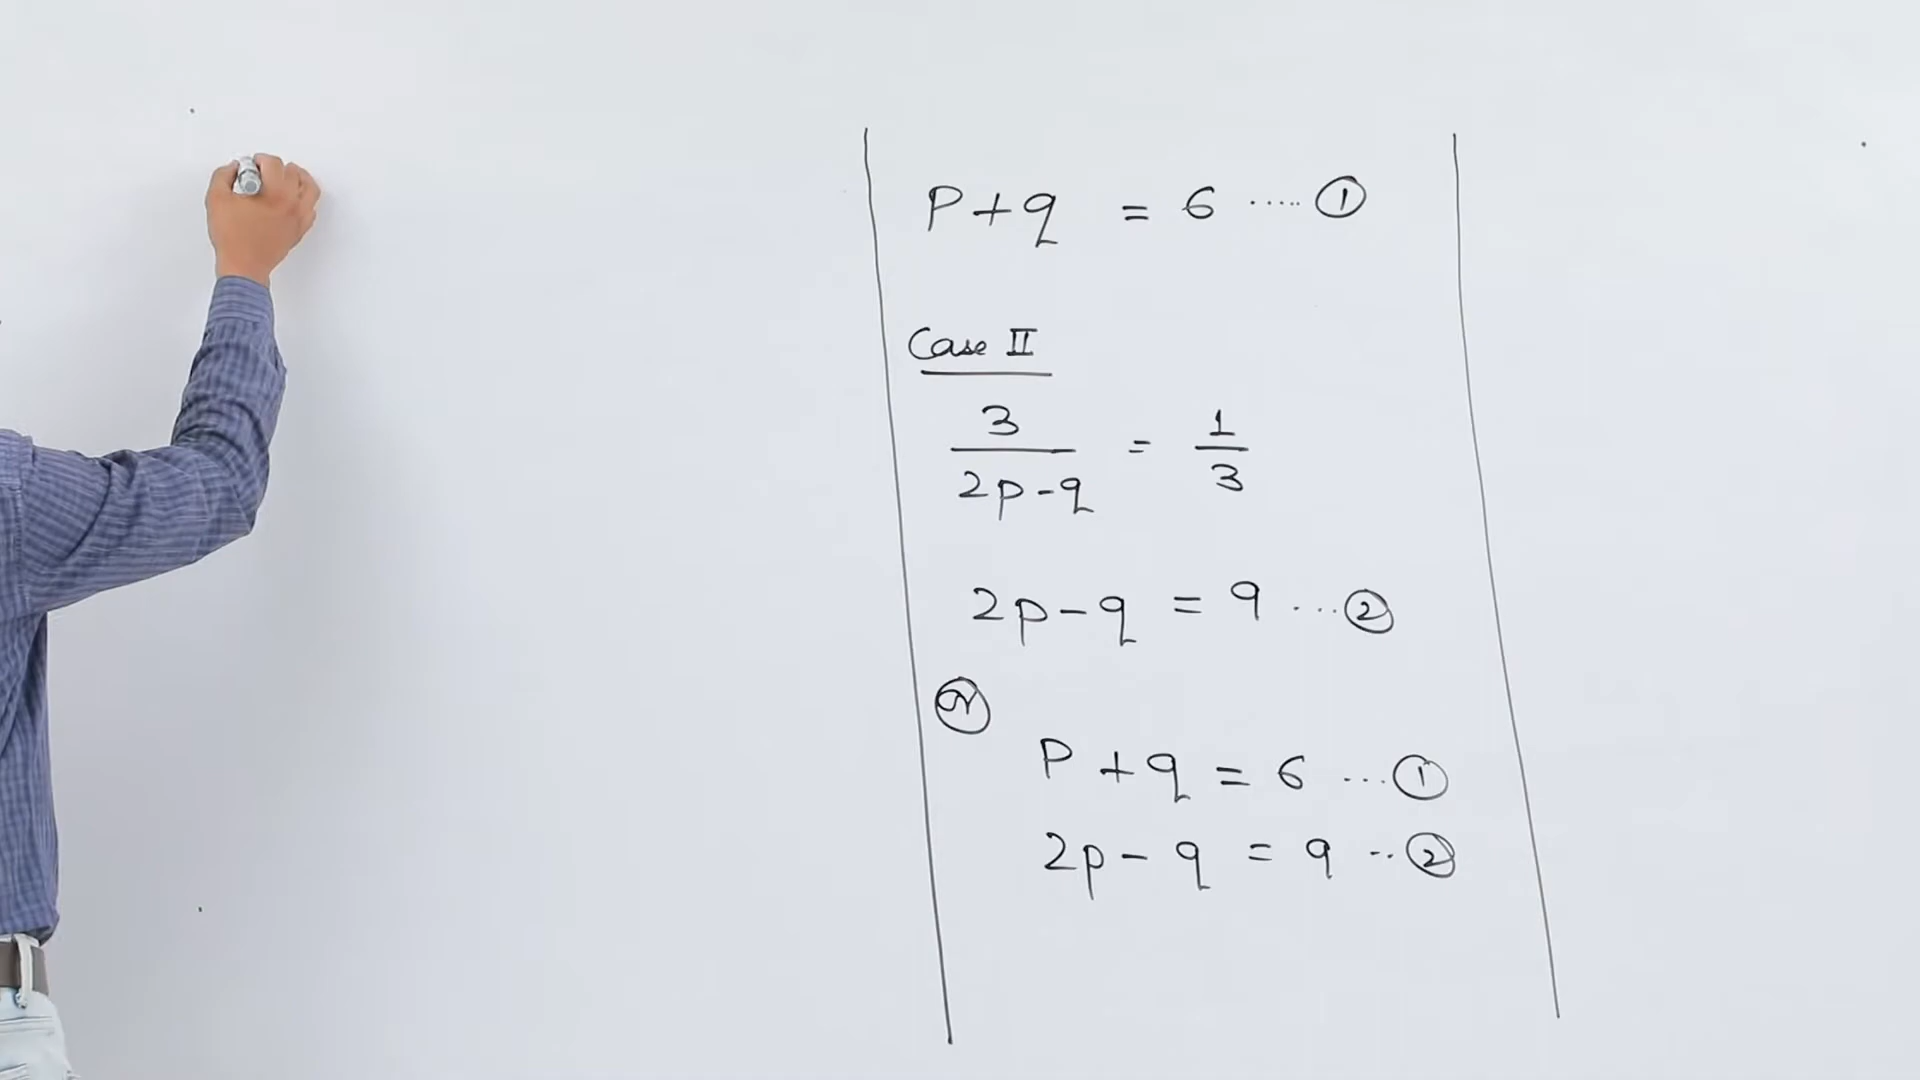 P+q = 6 ..... ①
Case II
3/(2p-q) = 1/3
2p-q = 9 ... ②
or
P+q = 6 ... ①
2p-q = 9 .. ②